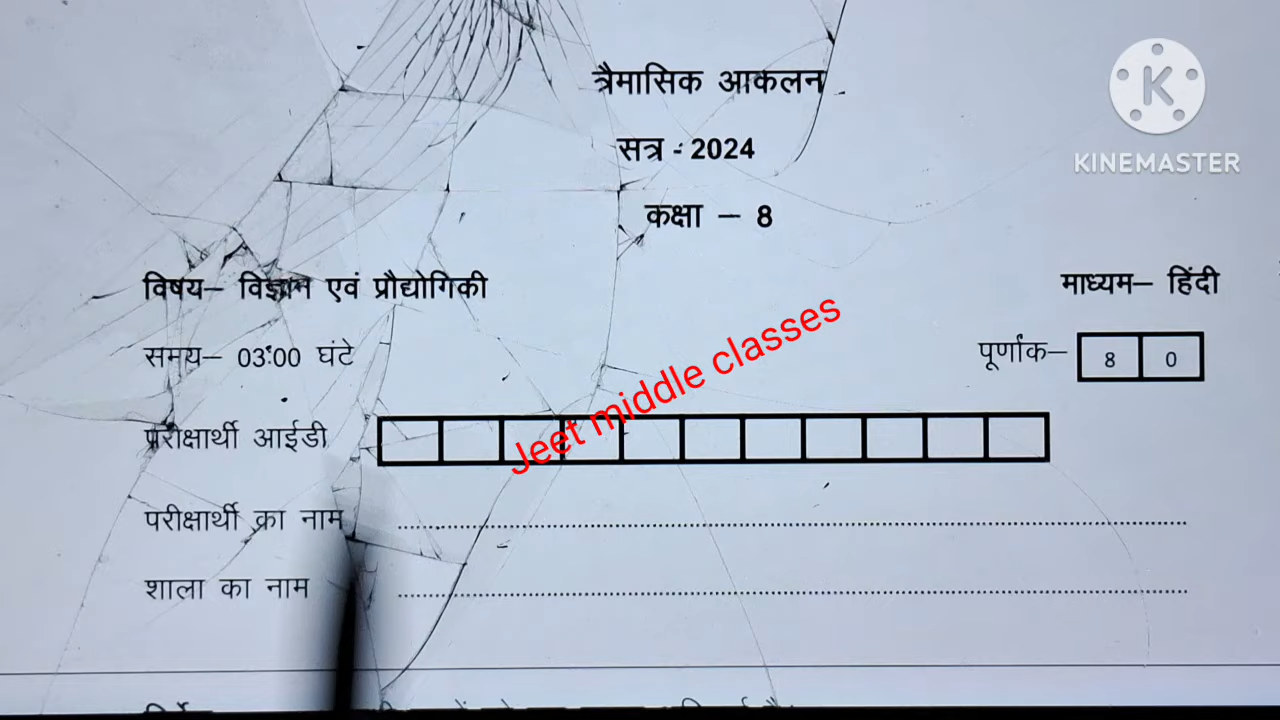 त्रैमासिक आकलन
सत्र - 2024
कक्षा – 8
विषय– विज्ञान एवं प्रौद्योगिकी
माध्यम– हिंदी
समय– 03:00 घंटे
पूर्णांक– 8 0
परीक्षार्थी आईडी
परीक्षार्थी का नाम
शाला का नाम
Jeet middle classes
KINEMASTER